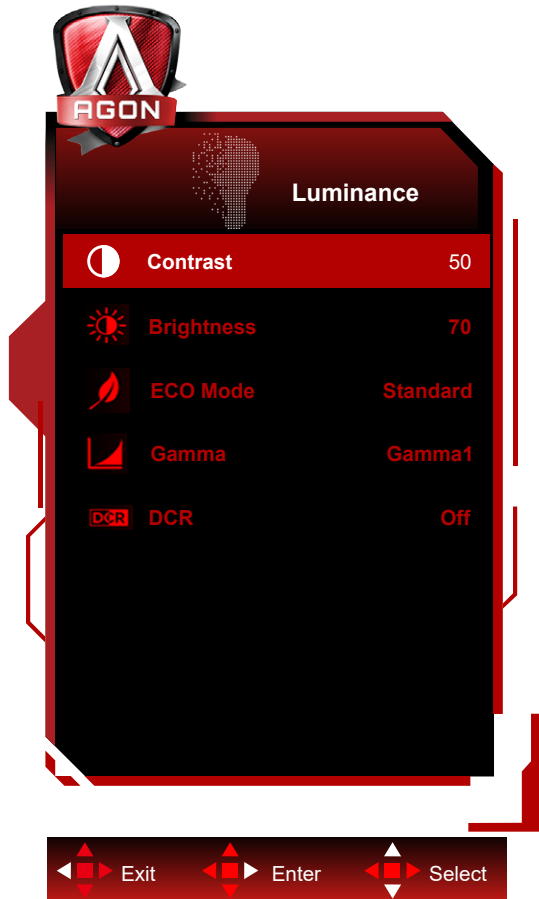 AGON
Luminance
Contrast 50
Brightness 70
ECO Mode Standard
Gamma Gamma1
DCR DCR Off
Exit Enter Select